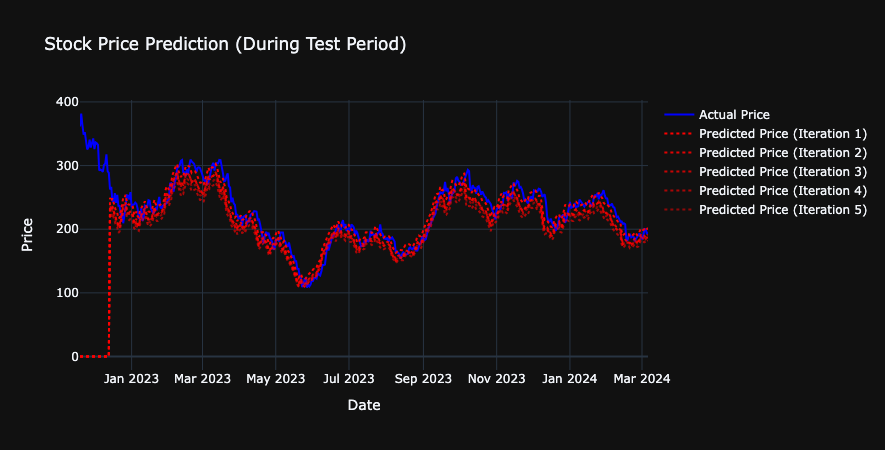 Stock Price Prediction (During Test Period)
400
300
200
100
0
Price
Jan 2023
Mar 2023
May 2023
Jul 2023
Sep 2023
Nov 2023
Jan 2024
Mar 2024
Date
Actual Price
Predicted Price (Iteration 1)
Predicted Price (Iteration 2)
Predicted Price (Iteration 3)
Predicted Price (Iteration 4)
Predicted Price (Iteration 5)